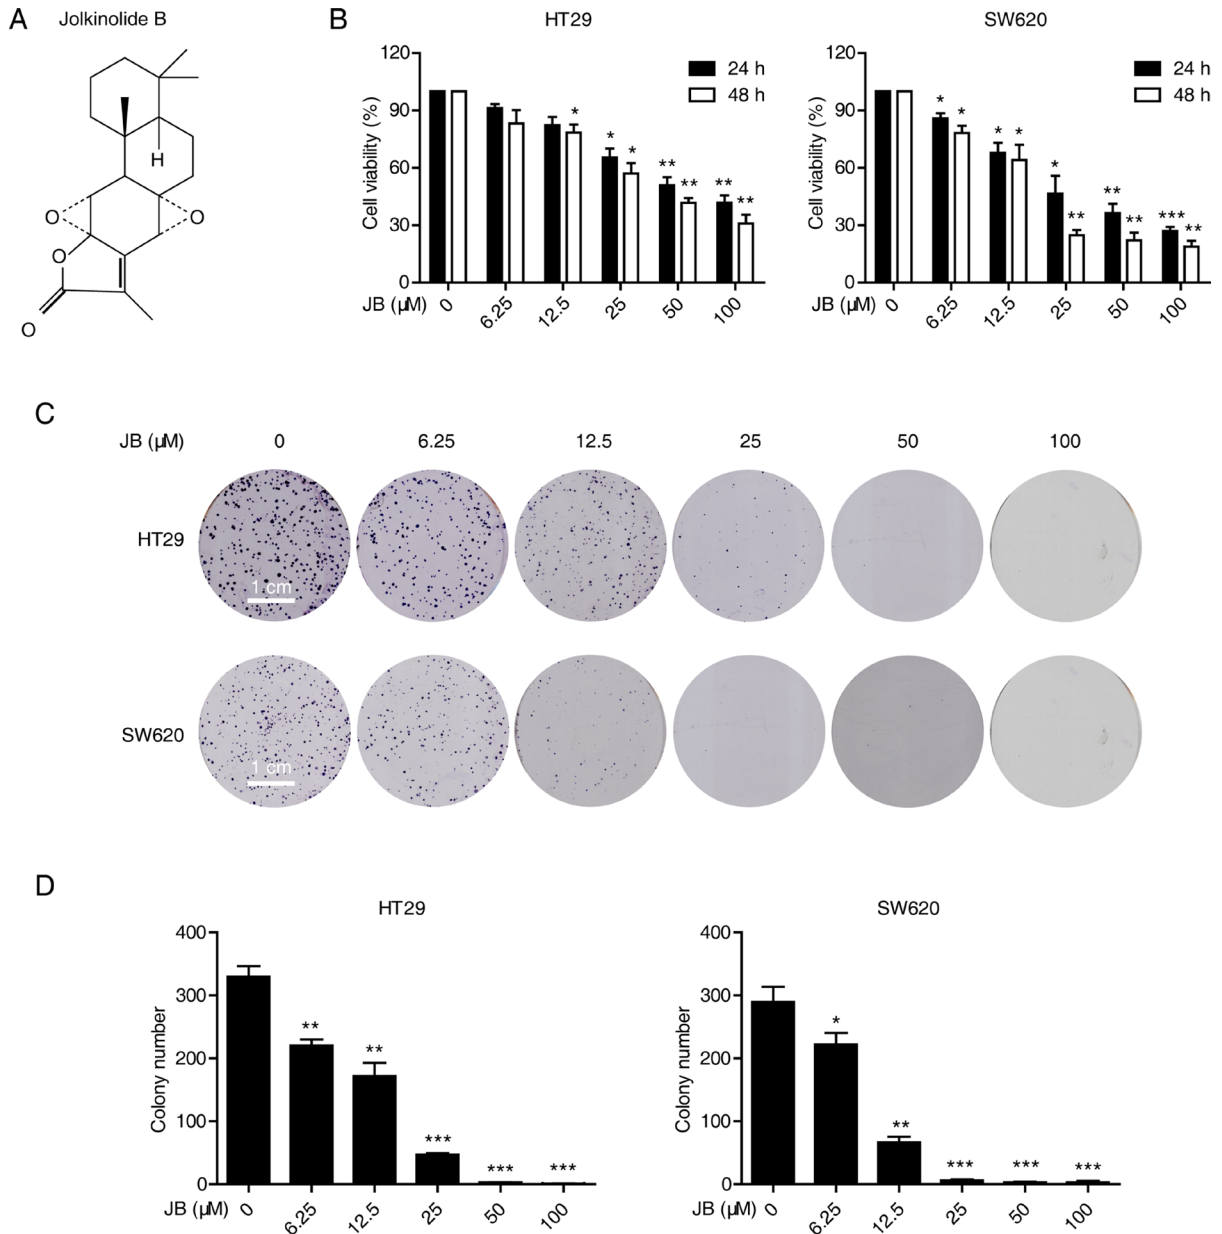 A
Jolkinolide B
H
O
O
O
O
B
HT29
Cell viability (%)
120
90
60
30
0
24 h
48 h
*
*
*
**
**
**
**
JB (µM)
0
6.25
12.5
25
50
100
SW620
Cell viability (%)
120
90
60
30
0
24 h
48 h
*
*
*
*
*
**
**
**
***
**
JB (µM)
0
6.25
12.5
25
50
100
C
JB (µM)
0
6.25
12.5
25
50
100
HT29
1 cm
SW620
1 cm
D
HT29
Colony number
400
300
200
100
0
**
**
***
***
***
JB (µM)
0
6.25
12.5
25
50
100
SW620
Colony number
400
300
200
100
0
*
**
***
***
***
JB (µM)
0
6.25
12.5
25
50
100